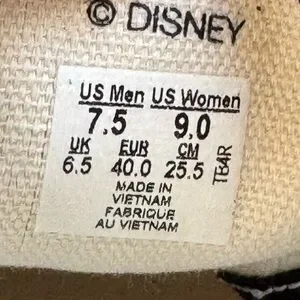 © DISNEY
US Men US Women
7.5 9.0
UK EUR CM
6.5 40.0 25.5
TB4R
MADE IN
VIETNAM
FABRIQUE
AU VIETNAM